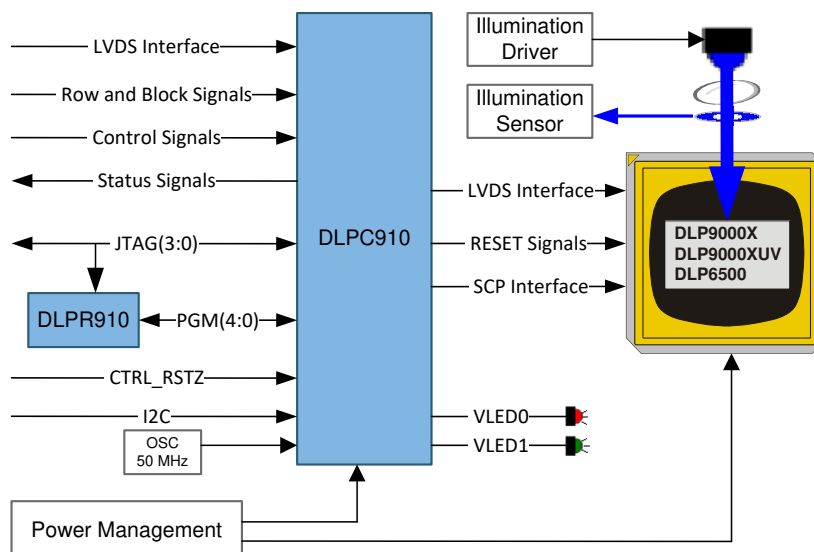 LVDS Interface
Row and Block Signals
Control Signals
Status Signals
JTAG(3:0)
DLPR910
PGM(4:0)
CTRL_RSTZ
I2C
OSC
50 MHz
Power Management
DLPC910
Illumination
Driver
Illumination
Sensor
LVDS Interface
RESET Signals
SCP Interface
VLED0
VLED1
DLP9000X
DLP9000XUV
DLP6500